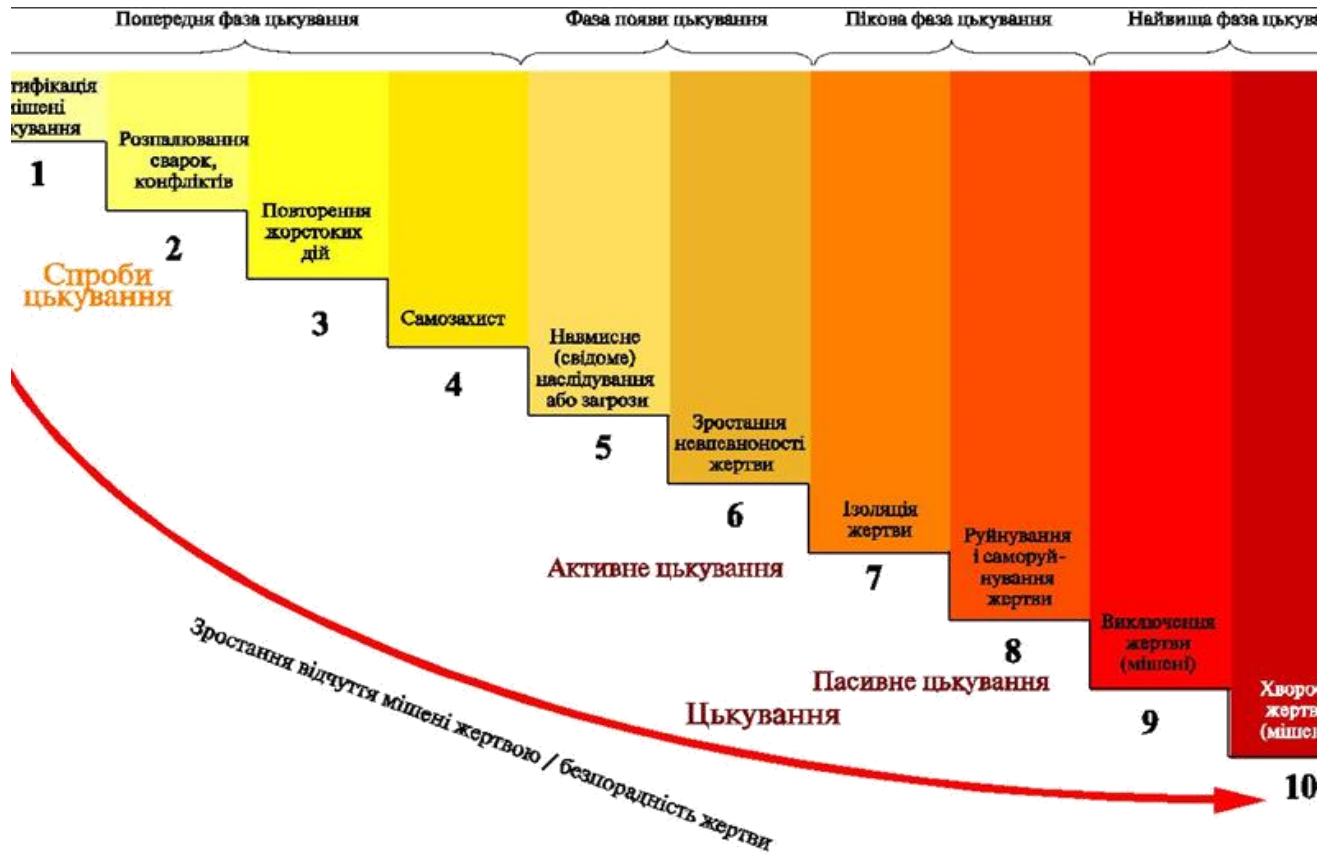 Попередня фаза цькування
Фаза появи цькування
Пікова фаза цькування
Найвища фаза цькува
тифікація
мішені
кування
1
Розпалювання
сварок,
конфліктів
2
Повторення
жорстоких
дій
3
Самозахист
4
Навмисне
(свідоме)
наслідування
або загрози
5
Зростання
невпевноності
жертви
6
Ізоляція
жертви
7
Руйнування
і саморуй-
нування
жертви
8
Виключення
жертви
(мішені)
9
Хворо
жертв
(мішен
10
Спроби
цькування
Активне цькування
Пасивне цькування
Цькування
Зростання відчуття мішені жертвою / безпорадність жертви